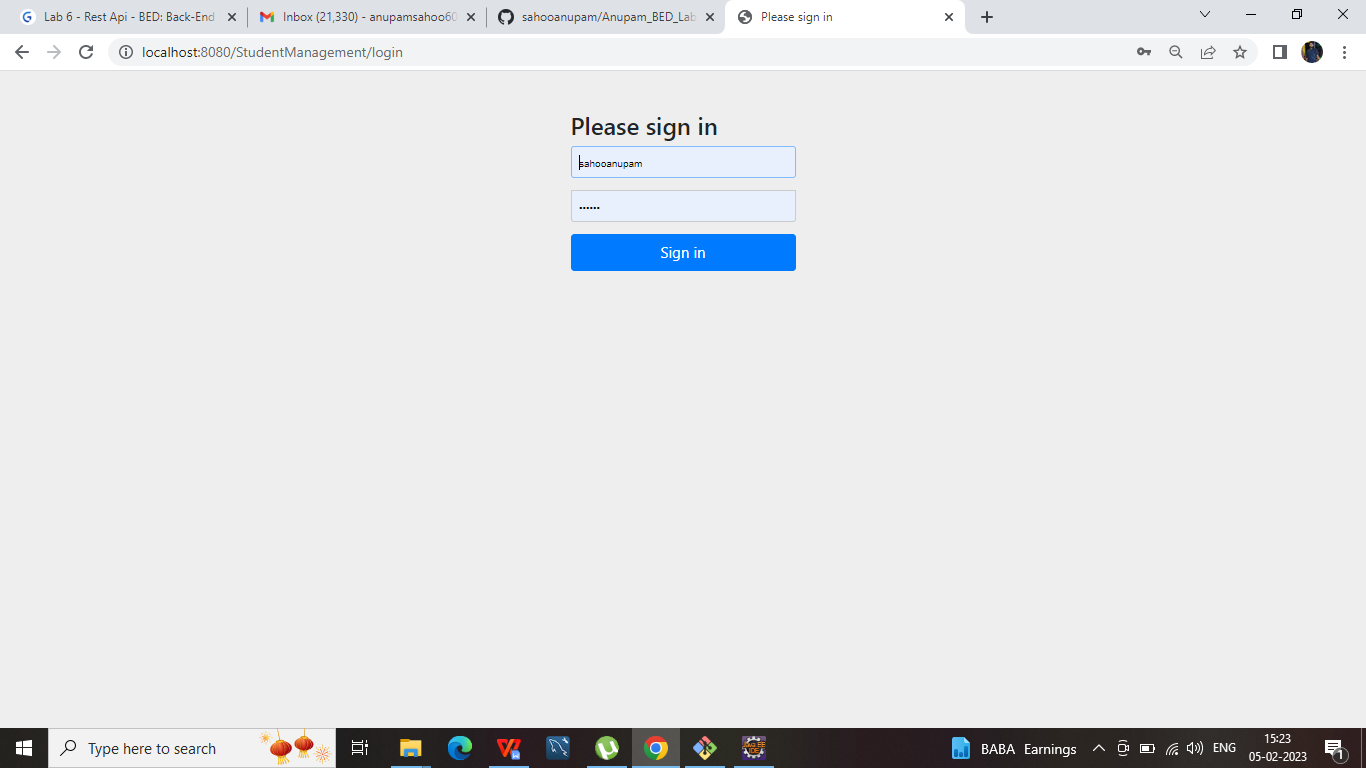 Lab 6 - Rest Api - BED: Back-End
Inbox (21,330) - anupamsahoo60
sahooanupam/Anupam_BED_Lab
Please sign in
localhost:8080/StudentManagement/login
Please sign in
sahooanupam
••••••
Sign in
Type here to search
BABA Earnings
ENG
15:23
05-02-2023
1